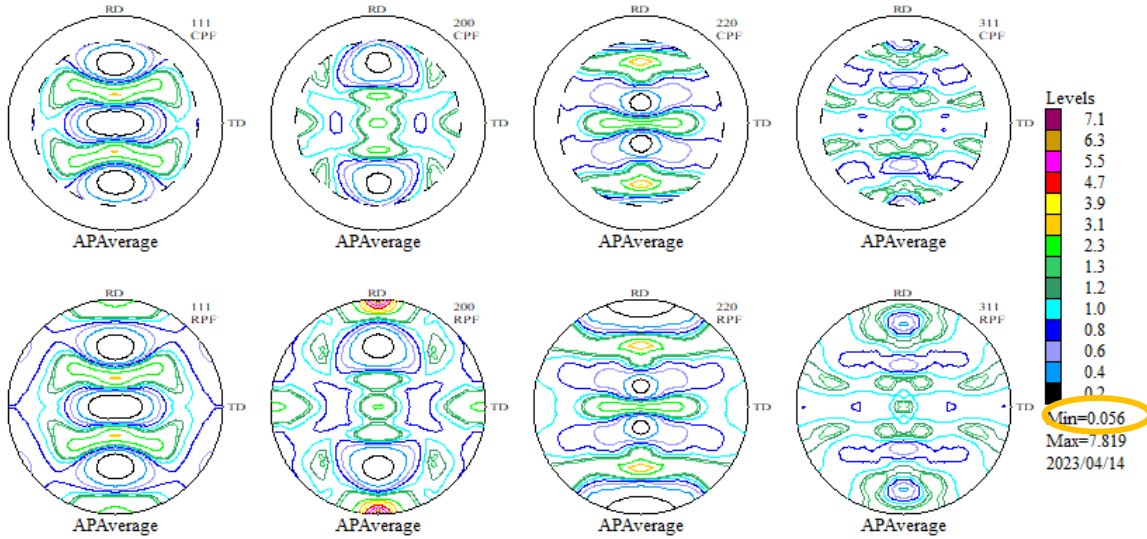 RD
111
CPF
TD
APAverage
RD
200
CPF
TD
APAverage
RD
220
CPF
TD
APAverage
RD
311
CPF
TD
APAverage
RD
111
RPF
TD
APAverage
RD
200
RPF
TD
APAverage
RD
220
RPF
TD
APAverage
RD
311
RPF
TD
APAverage
Levels
7.1
6.3
5.5
4.7
3.9
3.1
2.3
1.3
1.2
1.0
0.8
0.6
0.4
0.2
Min=0.056
Max=7.819
2023/04/14